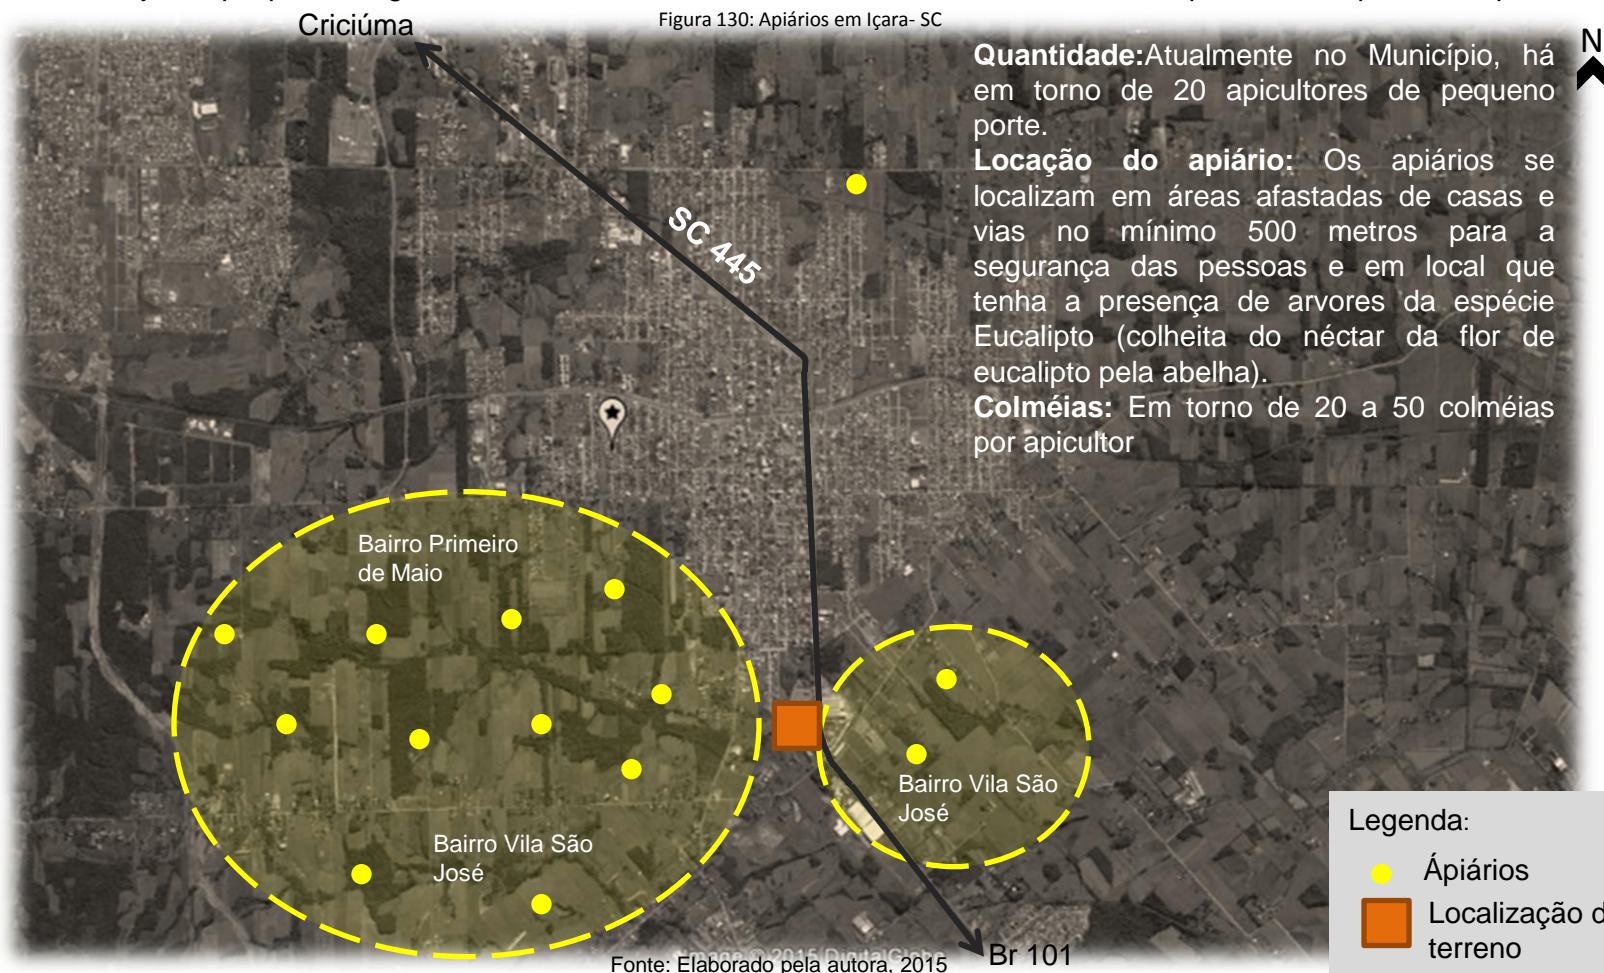 Figura 130: Apiários em Içara- SC
Criciúma
N
Quantidade:Atualmente no Município, há
em torno de 20 apicultores de pequeno
porte.
Locação do apiário: Os apiários se
localizam em áreas afastadas de casas e
vias no mínimo 500 metros para a
segurança das pessoas e em local que
tenha a presença de arvores da espécie
Eucalipto (colheita do néctar da flor de
eucalipto pela abelha).
Colméias: Em torno de 20 a 50 colméias
por apicultor
SC 445
Bairro Primeiro
de Maio
Bairro Vila São
José
Bairro Vila São
José
Legenda:
Ápiários
Localização d
terreno
Image © 2015 DigitalGlobe
Br 101
Fonte: Elaborado pela autora, 2015